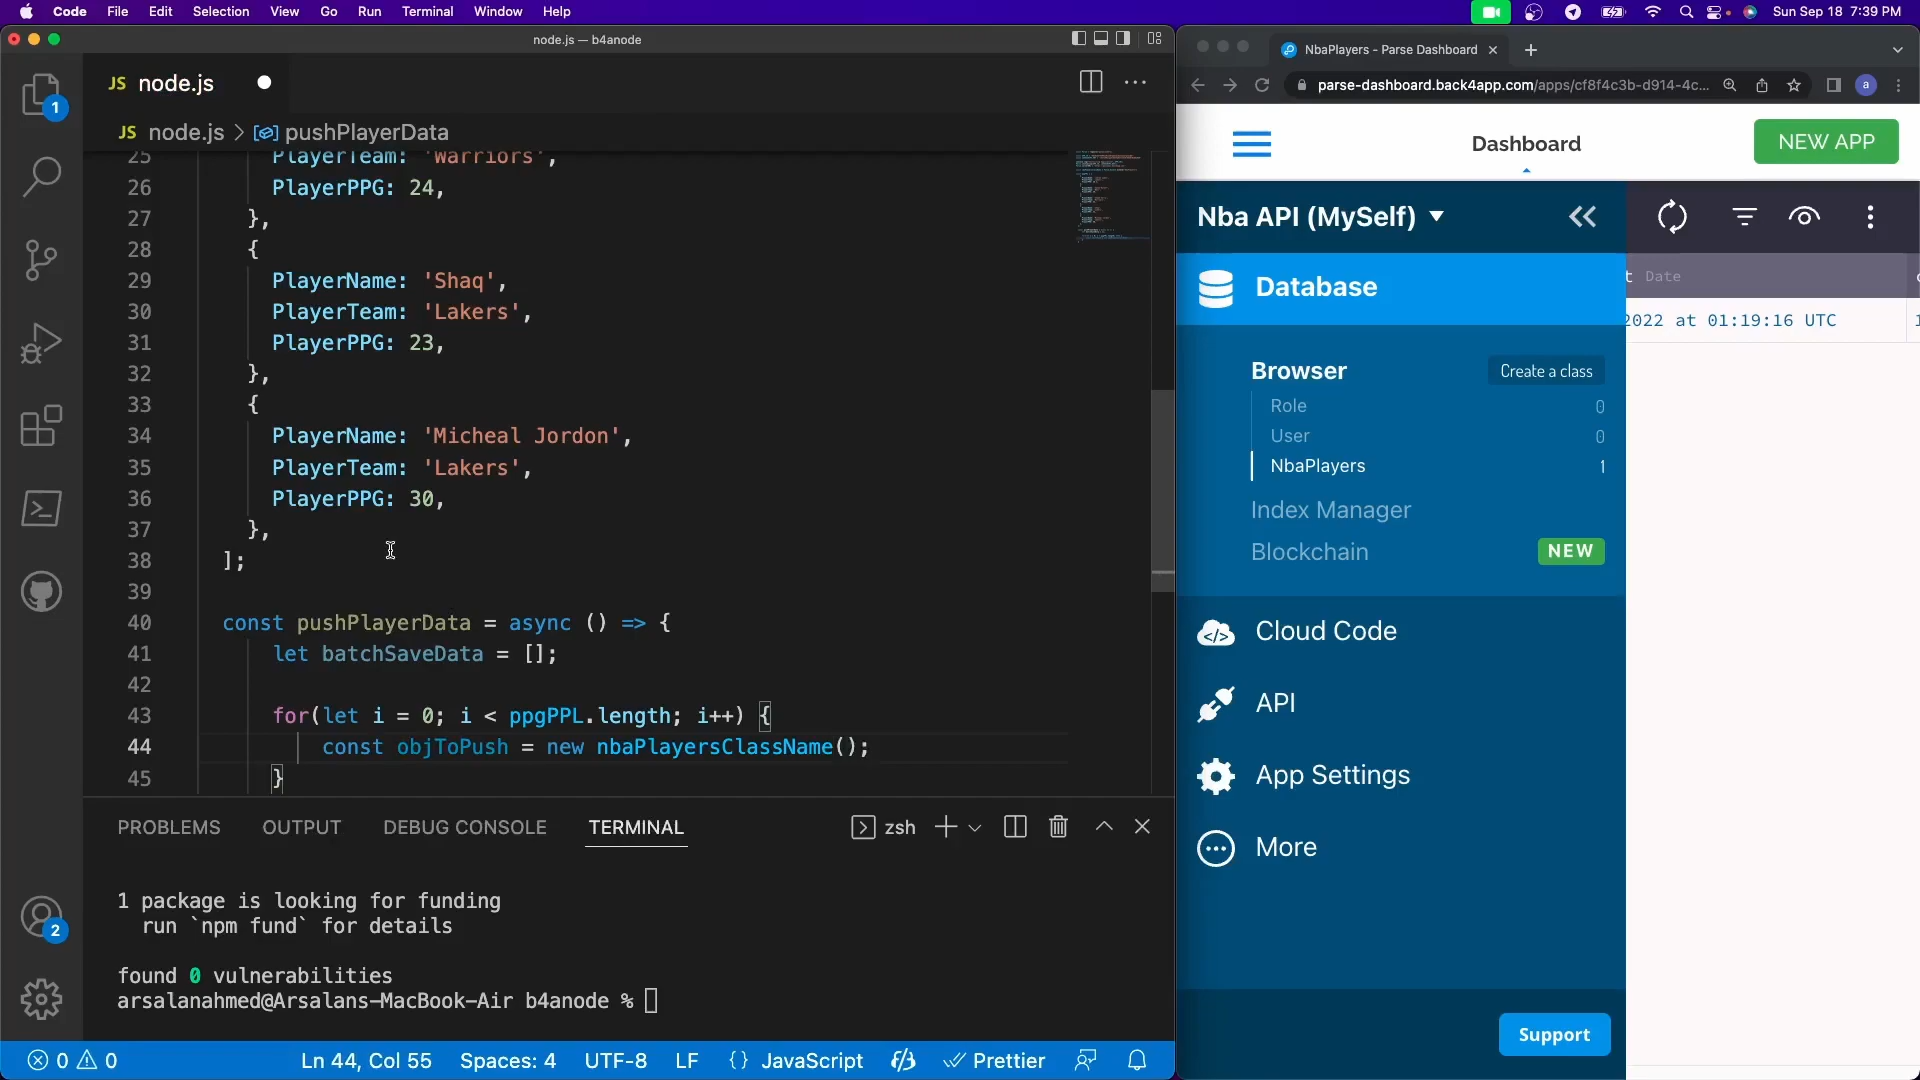 Code File Edit Selection View Go Run Terminal Window Help
Sun Sep 18 7:39 PM
node.js — b4anode
JS node.js
JS node.js > pushPlayerData
1
25 PlayerTeam: 'Warriors',
26 PlayerPPG: 24,
27 },
28 {
29 PlayerName: 'Shaq',
30 PlayerTeam: 'Lakers',
31 PlayerPPG: 23,
32 },
33 {
34 PlayerName: 'Micheal Jordon',
35 PlayerTeam: 'Lakers',
36 PlayerPPG: 30,
37 },
38 ];
39
40 const pushPlayerData = async () => {
41 let batchSaveData = [];
42
43 for(let i = 0; i < ppgPPL.length; i++) {
44 const objToPush = new nbaPlayersClassName();
45 }
PROBLEMS OUTPUT DEBUG CONSOLE TERMINAL zsh
1 package is looking for funding
run `npm fund` for details
found 0 vulnerabilities
arsalanahmed@Arsalans-MacBook-Air b4anode %
2
0 0 Ln 44, Col 55 Spaces: 4 UTF-8 LF {} JavaScript Prettier
NbaPlayers - Parse Dashboard
parse-dashboard.back4app.com/apps/cf8f4c3b-d914-4c...
a
Dashboard
NEW APP
Nba API (MySelf)
Database
Browser Create a class
Role 0
User 0
NbaPlayers 1
Index Manager
Blockchain NEW
Cloud Code
API
App Settings
More
Support
t Date
2022 at 01:19:16 UTC